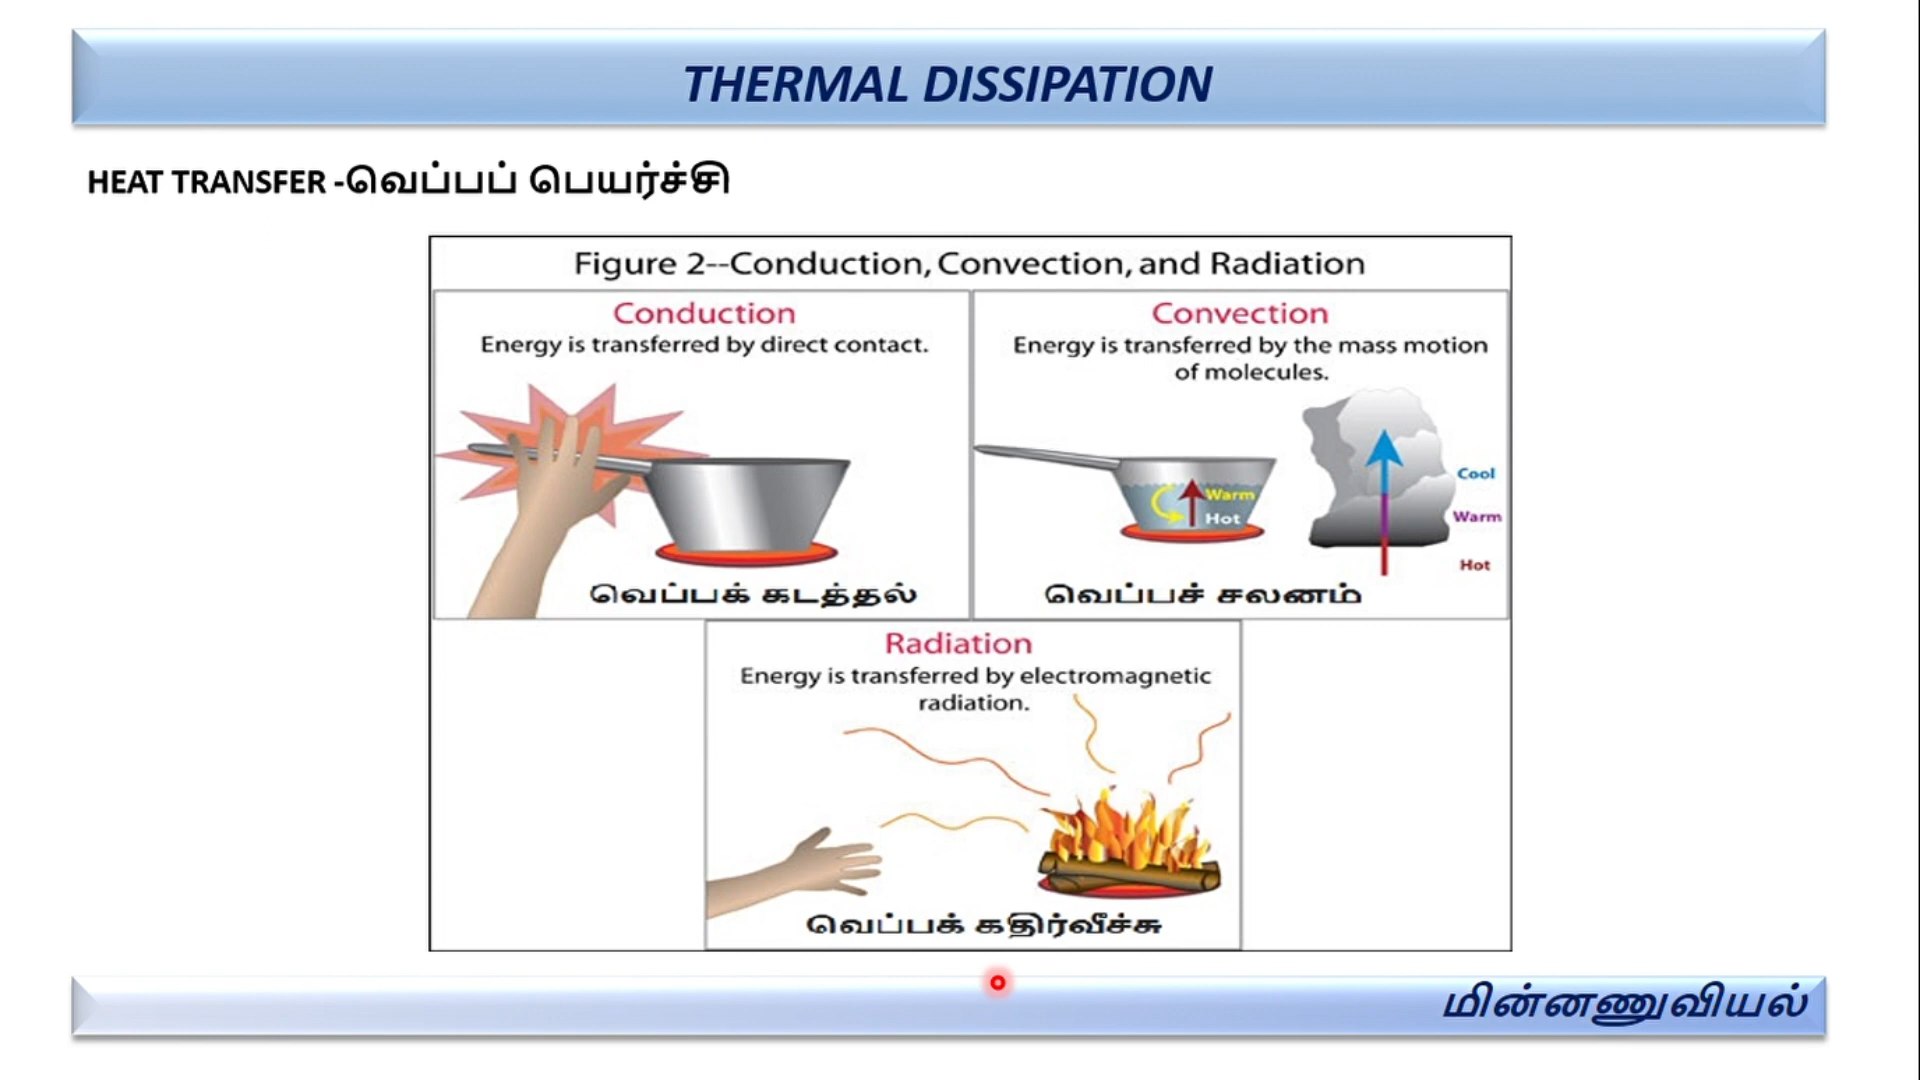 THERMAL DISSIPATION
HEAT TRANSFER -வெப்பப் பெயர்ச்சி
Figure 2--Conduction, Convection, and Radiation
Conduction
Energy is transferred by direct contact.
வெப்பக் கடத்தல்
Convection
Energy is transferred by the mass motion
of molecules.
Warm
Hot
Cool
Warm
Hot
வெப்பச் சலனம்
Radiation
Energy is transferred by electromagnetic
radiation.
வெப்பக் கதிர்வீச்சு
மின்னணுவியல்